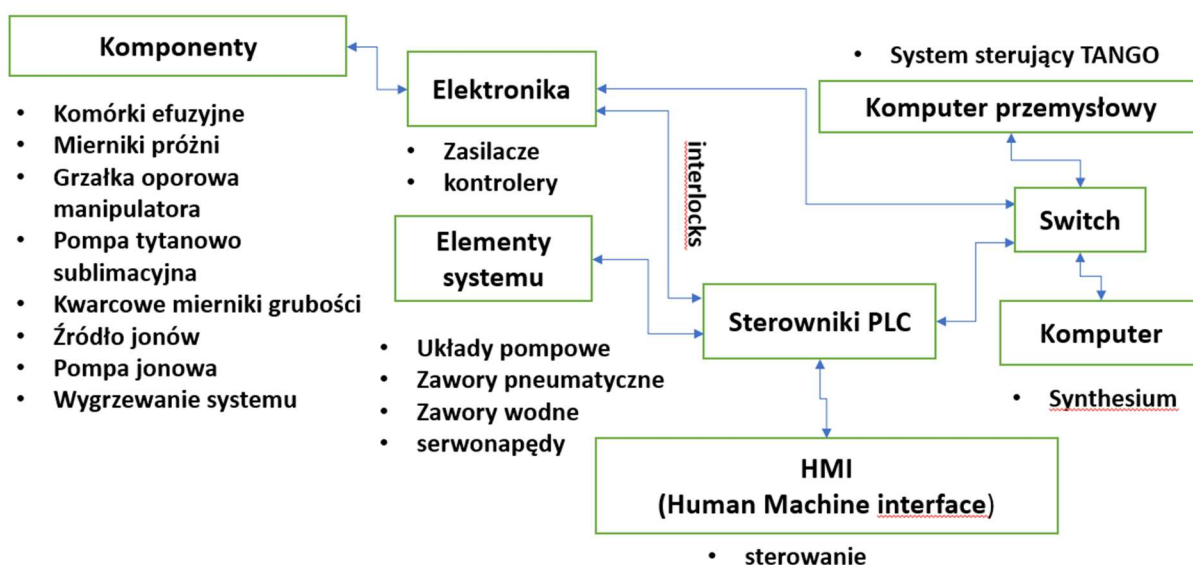 Komponenty
• Komórki efuzyjne
• Mierniki próżni
• Grzałka oporowa
manipulatora
• Pompa tytanowo
sublimacyjna
• Kwarcowe mierniki grubości
• Źródło jonów
• Pompa jonowa
• Wygrzewanie systemu
Elektronika
• Zasilacze
• kontrolery
Elementy
systemu
• Układy pompowe
• Zawory pneumatyczne
• Zawory wodne
• serwonapędy
interlocks
Sterowniki PLC
HMI
(Human Machine interface)
• sterowanie
• System sterujący TANGO
Komputer przemysłowy
Switch
Komputer
• Synthesium